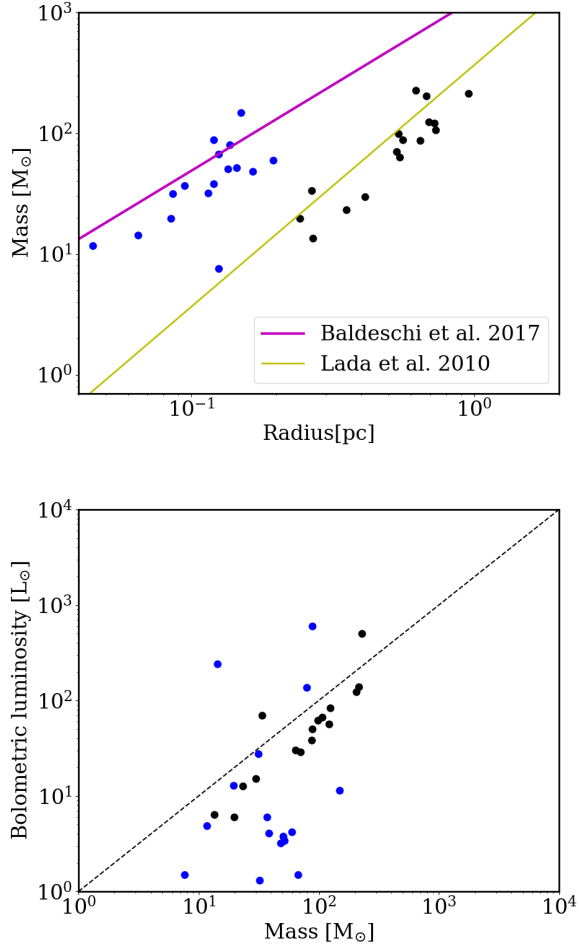 10³
10²
10¹
10⁰
Mass [M⊙]
Baldeschi et al. 2017
Lada et al. 2010
10⁻¹ 10⁰
Radius[pc]
10⁴
10³
10²
10¹
10⁰
Bolometric luminosity [L⊙]
10⁰ 10¹ 10² 10³ 10⁴
Mass [M⊙]